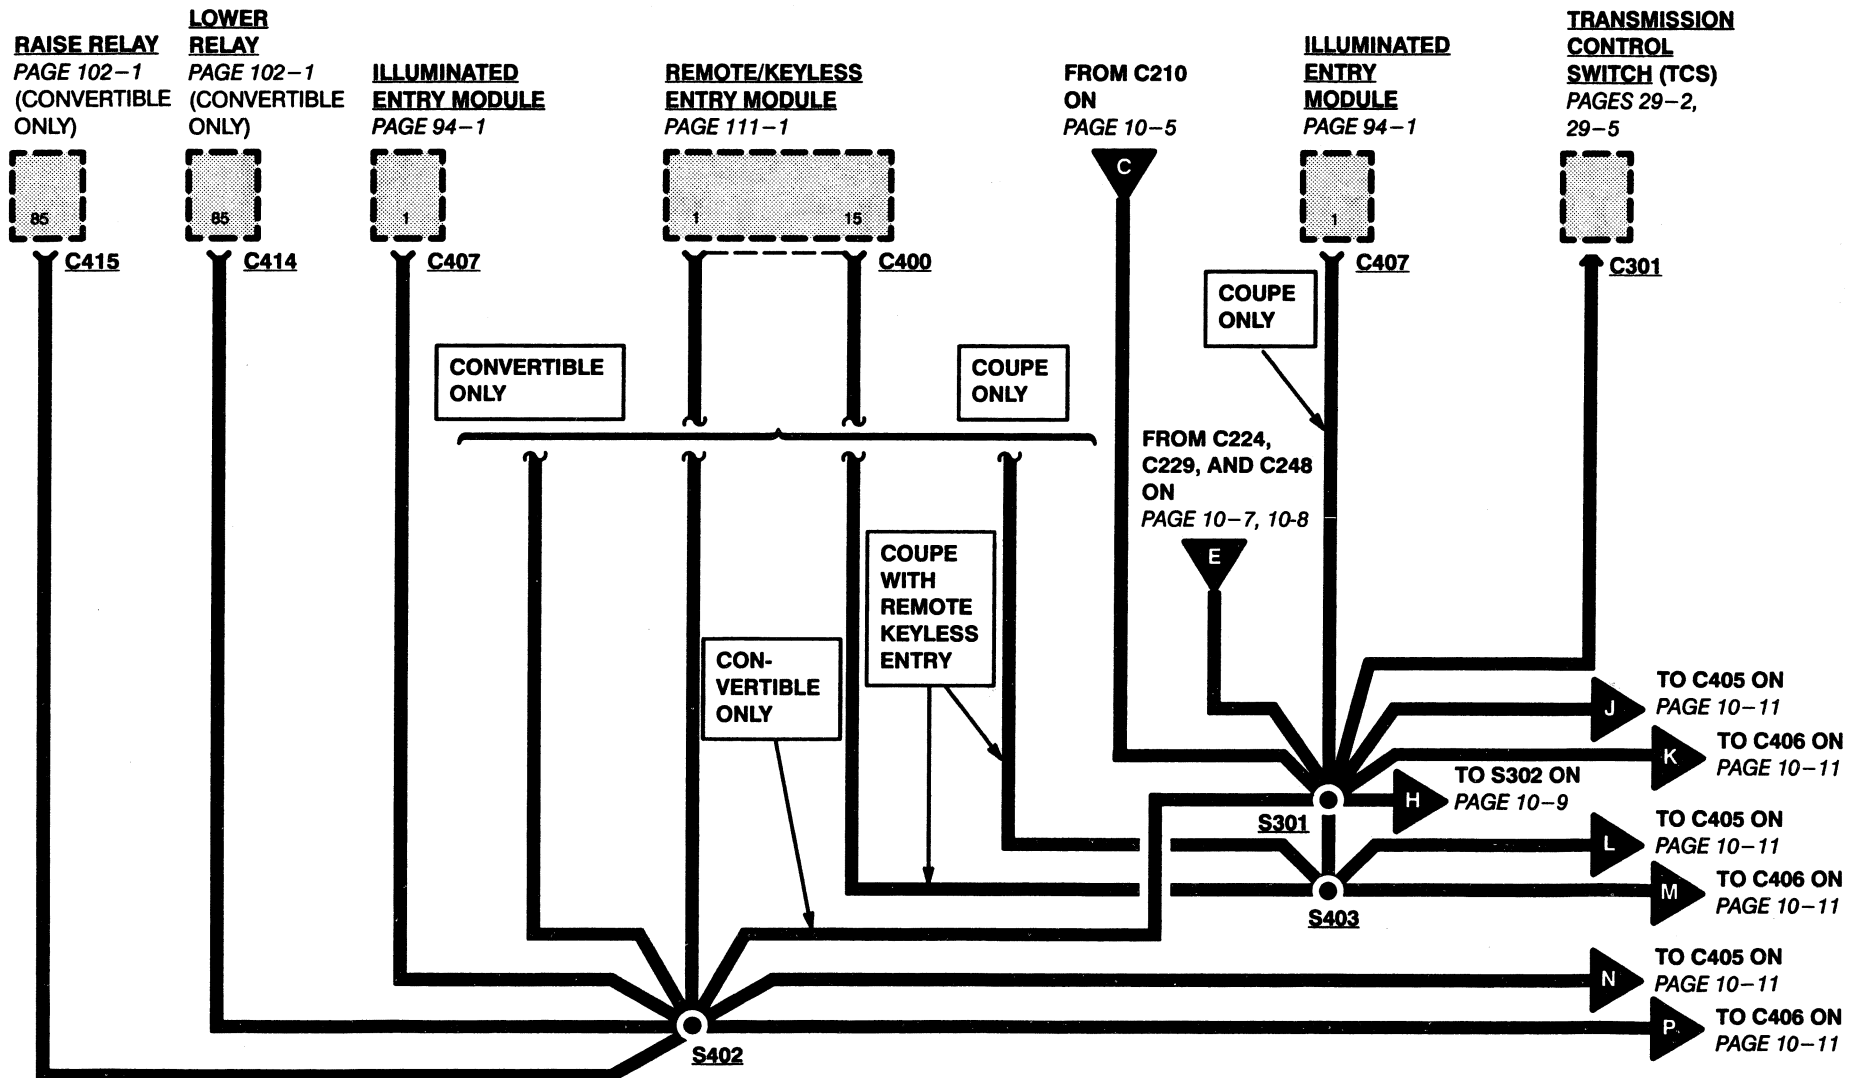 RAISE RELAY
PAGE 102–1
(CONVERTIBLE
ONLY)
85
C415
LOWER
RELAY
PAGE 102–1
(CONVERTIBLE
ONLY)
85
C414
ILLUMINATED
ENTRY MODULE
PAGE 94–1
1
C407
REMOTE/KEYLESS
ENTRY MODULE
PAGE 111–1
1
15
C400
FROM C210
ON
PAGE 10–5
C
ILLUMINATED
ENTRY
MODULE
PAGE 94–1
1
C407
TRANSMISSION
CONTROL
SWITCH (TCS)
PAGES 29–2,
29–5
C301
COUPE
ONLY
CONVERTIBLE
ONLY
COUPE
ONLY
FROM C224,
C229, AND C248
ON
PAGE 10–7, 10-8
E
COUPE
WITH
REMOTE
KEYLESS
ENTRY
CON-
VERTIBLE
ONLY
J
TO C405 ON
PAGE 10–11
K
TO C406 ON
PAGE 10–11
H
TO S302 ON
PAGE 10–9
S301
L
TO C405 ON
PAGE 10–11
M
TO C406 ON
PAGE 10–11
S403
N
TO C405 ON
PAGE 10–11
P
TO C406 ON
PAGE 10–11
S402